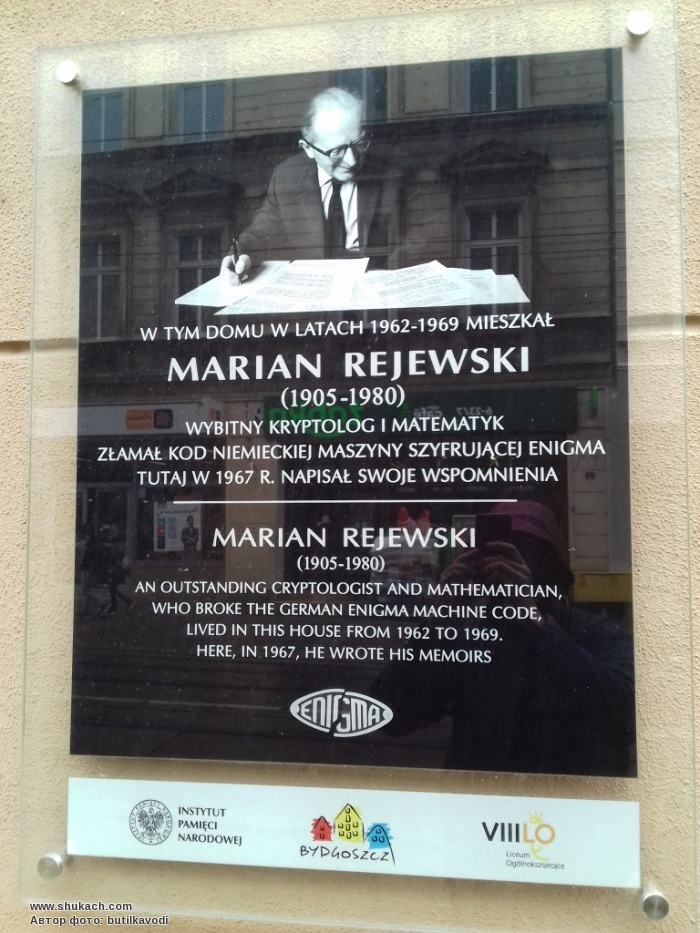 W TYM DOMU W LATACH 1962-1969 MIESZKAŁ
MARIAN REJEWSKI
(1905-1980)
WYBITNY KRYPTOLOG I MATEMATYK
ZŁAMAŁ KOD NIEMIECKIEJ MASZYNY SZYFRUJĄCEJ ENIGMA
TUTAJ W 1967 R. NAPISAŁ SWOJE WSPOMNIENIA
MARIAN REJEWSKI
(1905-1980)
AN OUTSTANDING CRYPTOLOGIST AND MATHEMATICIAN,
WHO BROKE THE GERMAN ENIGMA MACHINE CODE,
LIVED IN THIS HOUSE FROM 1962 TO 1969.
HERE, IN 1967, HE WROTE HIS MEMOIRS
ENIGMA
INSTYTUT
PAMIĘCI
NARODOWEJ
BYDGOSZCZ
VIII LO
Liceum
Ogólnokształcące
www.shukach.com
Автор фото: butilkavodi